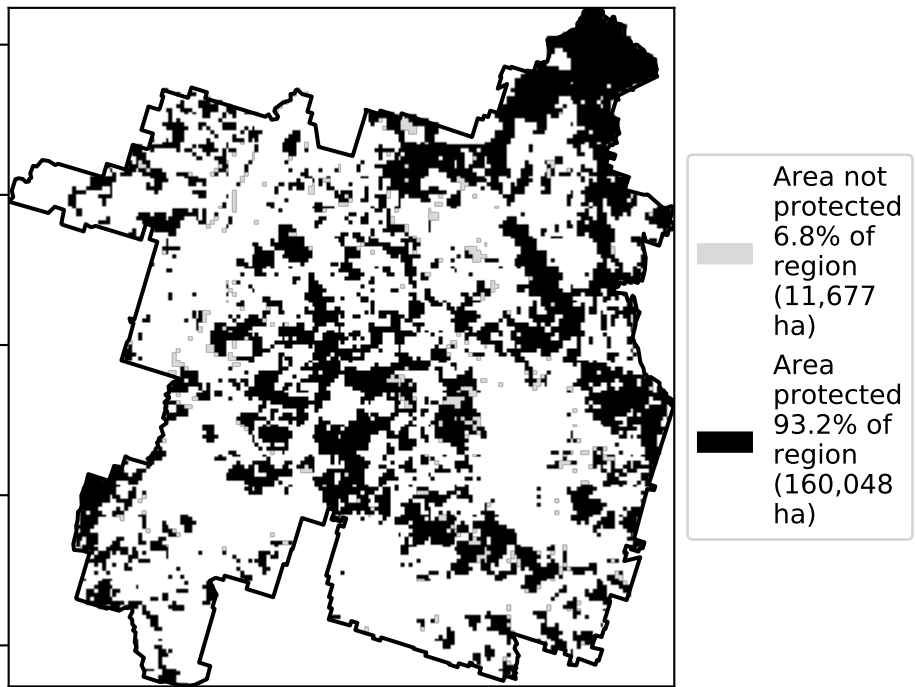 Area not
protected
6.8% of
region
(11,677
ha)
Area
protected
93.2% of
region
(160,048
ha)